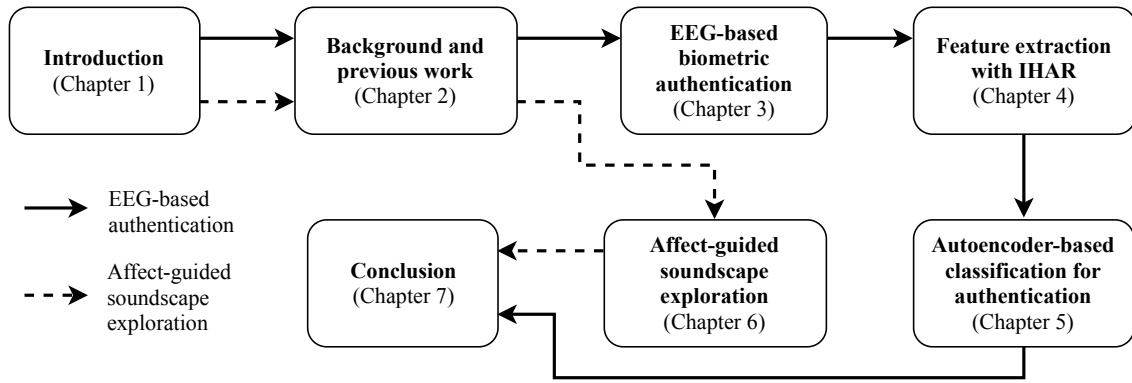 Introduction
(Chapter 1)
Background and
previous work
(Chapter 2)
EEG-based
biometric
authentication
(Chapter 3)
Feature extraction
with IHAR
(Chapter 4)
EEG-based
authentication
Affect-guided
soundscape
exploration
Conclusion
(Chapter 7)
Affect-guided
soundscape
exploration
(Chapter 6)
Autoencoder-based
classification for
authentication
(Chapter 5)